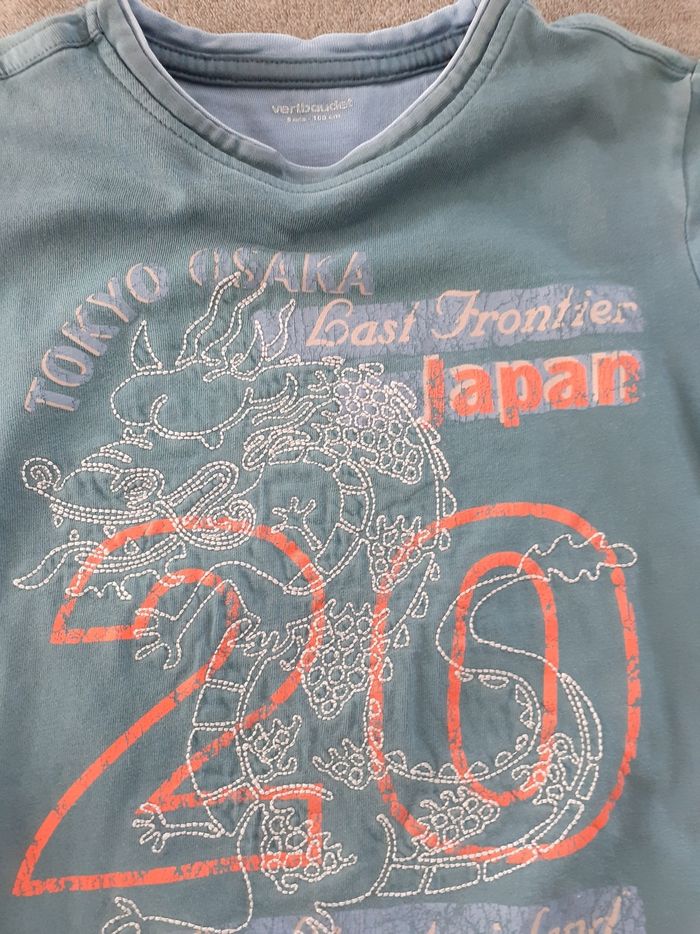 vertbaudet
TOKYO OSAKA
Last Frontier
Japan
20